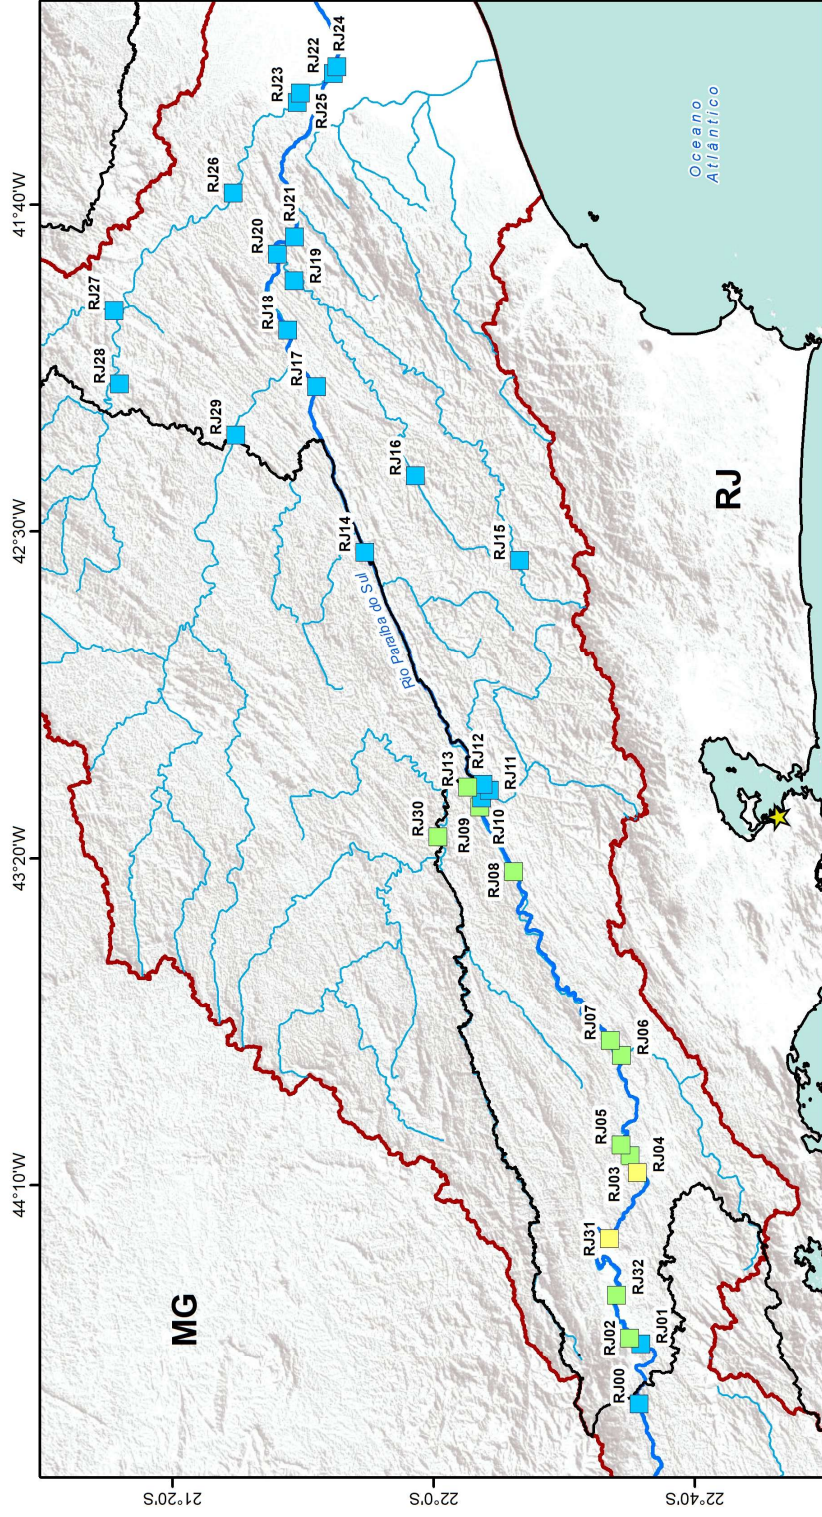 41°40'W
42°30'W
43°20'W
44°10'W
21°20'S
22°0'S
22°40'S
MG
RJ
Oceano
Atlântico
Rio Paraíba do Sul
RJ00
RJ01
RJ02
RJ32
RJ31
RJ03
RJ04
RJ05
RJ06
RJ07
RJ08
RJ09
RJ10
RJ11
RJ12
RJ13
RJ30
RJ14
RJ15
RJ16
RJ17
RJ18
RJ19
RJ20
RJ21
RJ22
RJ23
RJ24
RJ25
RJ26
RJ27
RJ28
RJ29